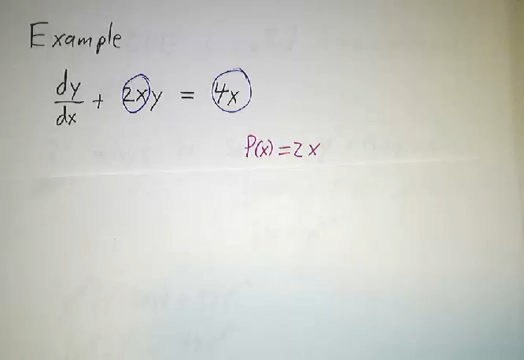 Example
dy/dx + 2xy = 4x
P(x) = 2x